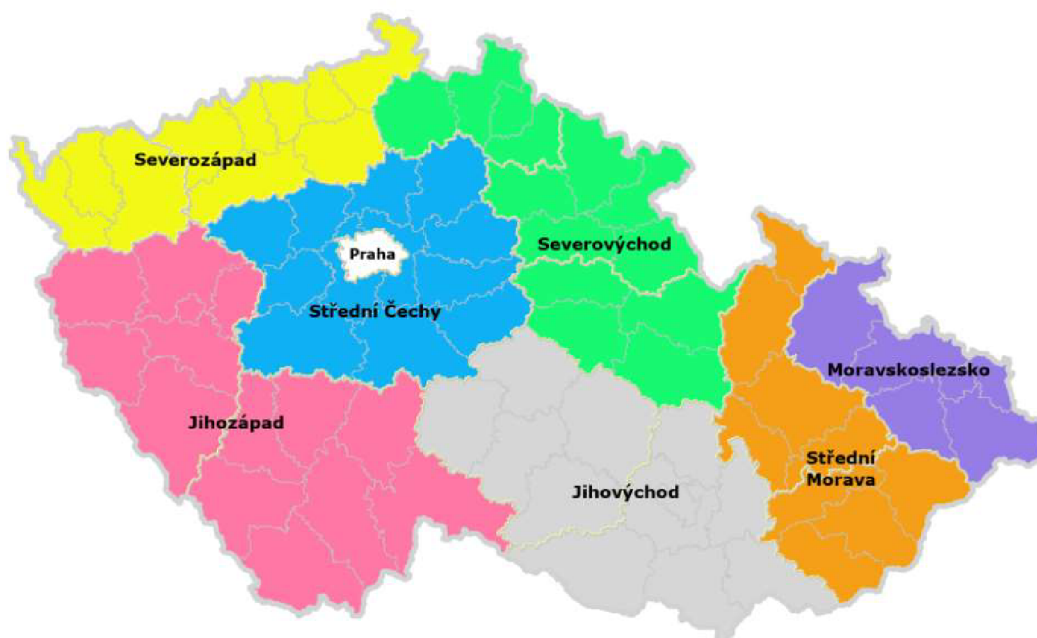 Severozápad
Severovýchod
Praha
Střední Čechy
Moravskoslezsko
Jihozápad
Střední
Morava
Jihovýchod